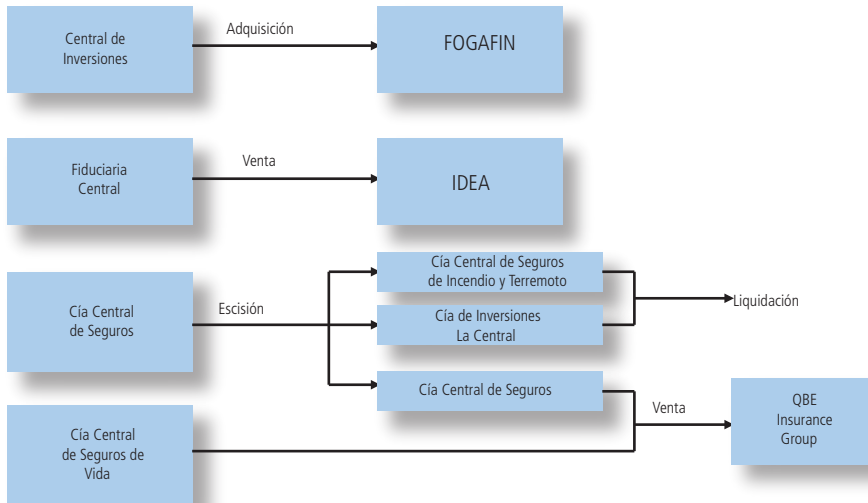 Central de
Inversiones
Adquisición
FOGAFIN
Fiduciaria
Central
Venta
IDEA
Cía Central
de Seguros
Escisión
Cía Central de Seguros
de Incendio y Terremoto
Cía de Inversiones
La Central
Liquidación
Cía Central de Seguros
Cía Central
de Seguros de
Vida
Venta
QBE
Insurance
Group